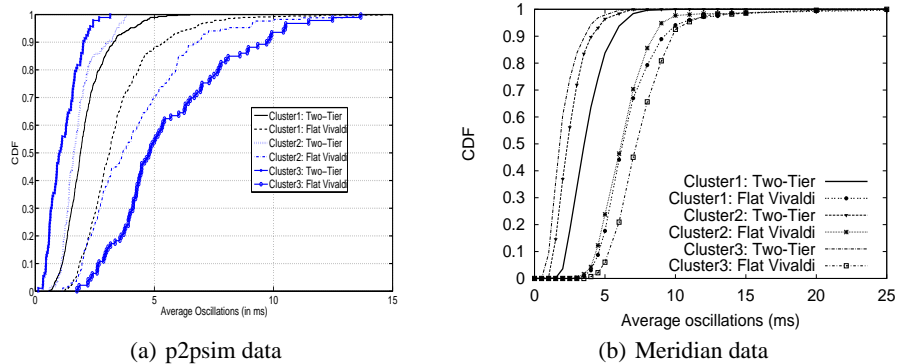 1
0.9
0.8
0.7
0.6
0.5
0.4
0.3
0.2
0.1
0
CDF
0 5 10 15
Average Oscillations (in ms)
Cluster1: Two-Tier
Cluster1: Flat Vivaldi
Cluster2: Two-Tier
Cluster2: Flat Vivaldi
Cluster3: Two-Tier
Cluster3: Flat Vivaldi
(a) p2psim data
1
0.9
0.8
0.7
0.6
0.5
0.4
0.3
0.2
0.1
0
CDF
0 5 10 15 20 25
Average oscillations (ms)
Cluster1: Two-Tier
Cluster1: Flat Vivaldi
Cluster2: Two-Tier
Cluster2: Flat Vivaldi
Cluster3: Two-Tier
Cluster3: Flat Vivaldi
(b) Meridian data